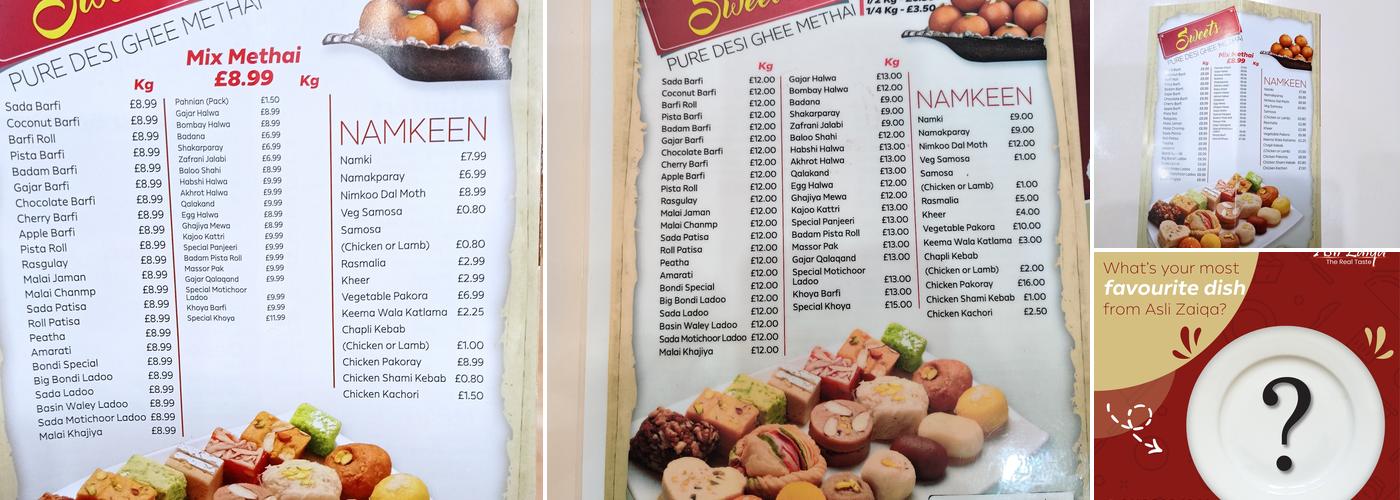 Sweets
PURE DESI GHEE METHAI
Mix Methai
£8.99
Kg
Kg
Sada Barfi £8.99
Coconut Barfi £8.99
Barfi Roll £8.99
Pista Barfi £8.99
Badam Barfi £8.99
Gajar Barfi £8.99
Chocolate Barfi £8.99
Cherry Barfi £8.99
Apple Barfi £8.99
Pista Roll £8.99
Rasgulay £8.99
Malai Jaman £8.99
Malai Chanmp £8.99
Sada Patisa £8.99
Roll Patisa £8.99
Peatha £8.99
Amarati £8.99
Bondi Special £8.99
Big Bondi Ladoo £8.99
Sada Ladoo £8.99
Basin Waley Ladoo £8.99
Sada Motichoor Ladoo £8.99
Malai Khajiya £8.99
Pahnian (Pack) £1.50
Gajar Halwa £8.99
Bombay Halwa £8.99
Badana £6.99
Shakarparay £6.99
Zafrani Jalabi £6.99
Baloo Shahi £8.99
Habshi Halwa £9.99
Akhrot Halwa £9.99
Qalakand £9.99
Egg Halwa £9.99
Ghajiya Mewa £8.99
Kajoo Kattri £9.99
Special Panjeeri £9.99
Badam Pista Roll £9.99
Massor Pak £9.99
Gajar Qalaqand £9.99
Special Motichoor
Ladoo £9.99
Khoya Barfi £9.99
Special Khoya £11.99
NAMKEEN
Namki £7.99
Namakparay £6.99
Nimkoo Dal Moth £8.99
Veg Samosa £0.80
Samosa
(Chicken or Lamb) £0.80
Rasmalia £2.99
Kheer £2.99
Vegetable Pakora £6.99
Keema Wala Katlama £2.25
Chapli Kebab
(Chicken or Lamb) £1.00
Chicken Pakoray £8.99
Chicken Shami Kebab £0.80
Chicken Kachori £1.50
Sweets
PURE DESI GHEE METHAI
1/4 Kg - £3.50
Kg
Kg
Sada Barfi £12.00
Coconut Barfi £12.00
Barfi Roll £12.00
Pista Barfi £12.00
Badam Barfi £12.00
Gajar Barfi £12.00
Chocolate Barfi £12.00
Cherry Barfi £12.00
Apple Barfi £12.00
Pista Roll £12.00
Rasgulay £12.00
Malai Jaman £12.00
Malai Chanmp £12.00
Sada Patisa £12.00
Roll Patisa £12.00
Peatha £12.00
Amarati £12.00
Bondi Special £12.00
Big Bondi Ladoo £12.00
Sada Ladoo £12.00
Basin Waley Ladoo £12.00
Sada Motichoor Ladoo £12.00
Malai Khajiya £12.00
Gajar Halwa £13.00
Bombay Halwa £12.00
Badana £9.00
Shakarparay £9.00
Zafrani Jalabi £9.00
Baloo Shahi £12.00
Habshi Halwa £13.00
Akhrot Halwa £13.00
Qalakand £13.00
Egg Halwa £13.00
Ghajiya Mewa £12.00
Kajoo Kattri £13.00
Special Panjeeri £13.00
Badam Pista Roll £13.00
Massor Pak £13.00
Gajar Qalaqand £13.00
Special Motichoor
Ladoo £13.00
Khoya Barfi £13.00
Special Khoya £15.00
NAMKEEN
Namki £9.00
Namakparay £9.00
Nimkoo Dal Moth £12.00
Veg Samosa £1.00
Samosa
(Chicken or Lamb) £1.00
Rasmalia £5.00
Kheer £4.00
Vegetable Pakora £10.00
Keema Wala Katlama £3.00
Chapli Kebab
(Chicken or Lamb) £2.00
Chicken Pakoray £16.00
Chicken Shami Kebab £1.00
Chicken Kachori £2.50
Sweets
PURE DESI GHEE METHAI
Mix Methai
£8.99
NAMKEEN
Asli Zaiqa
The Real Taste
What's your most
favourite dish
from Asli Zaiqa?
?